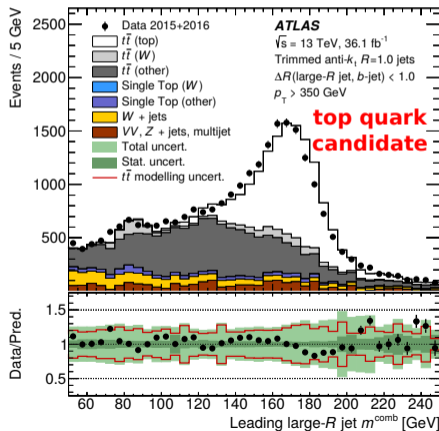 Events / 5 GeV
2500
2000
1500
1000
500
Data 2015+2016
tt̄ (top)
tt̄ (W)
tt̄ (other)
Single Top (W)
Single Top (other)
W + jets
VV, Z + jets, multijet
Total uncert.
Stat. uncert.
tt̄ modelling uncert.
ATLAS
√s = 13 TeV, 36.1 fb⁻¹
Trimmed anti-kₜ R=1.0 jets
ΔR(large-R jet, b-jet) < 1.0
p_T > 350 GeV
top quark
candidate
Data/Pred.
1.5
1
0.5
60 80 100 120 140 160 180 200 220 240
Leading large-R jet m^comb [GeV]